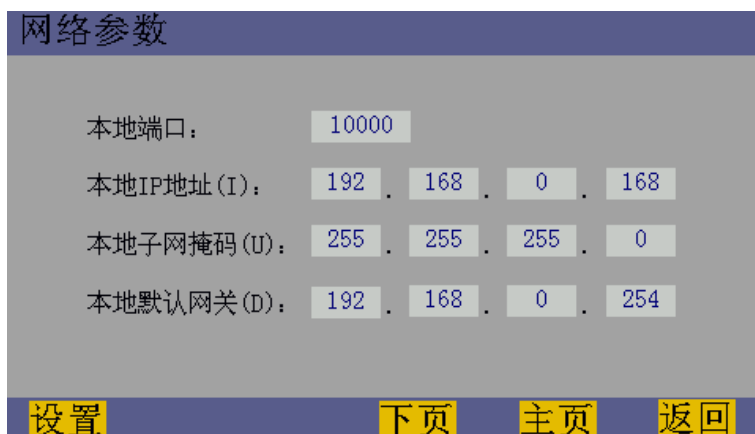 网络参数
本地端口： 10000
本地IP地址(I)： 192 . 168 . 0 . 168
本地子网掩码(U)： 255 . 255 . 255 . 0
本地默认网关(D)： 192 . 168 . 0 . 254
设置 下页 主页 返回